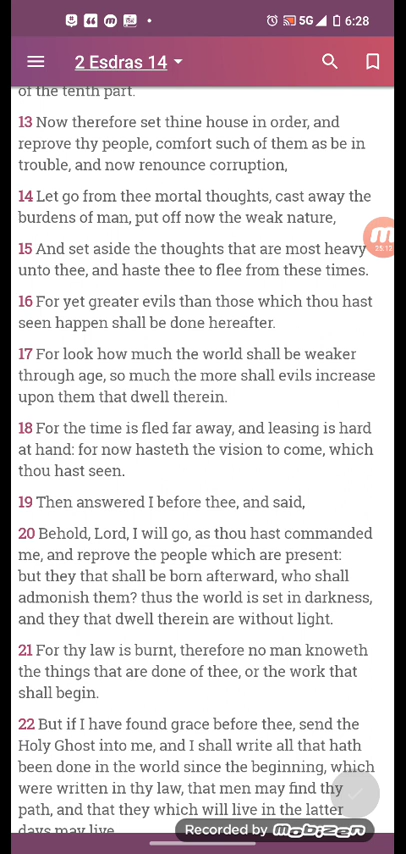 5G 6:28
2 Esdras 14
of the tenth part.
13 Now therefore set thine house in order, and
reprove thy people, comfort such of them as be in
trouble, and now renounce corruption,
14 Let go from thee mortal thoughts, cast away the
burdens of man, put off now the weak nature,
15 And set aside the thoughts that are most heavy
unto thee, and haste thee to flee from these times.
m
25:12
16 For yet greater evils than those which thou hast
seen happen shall be done hereafter.
17 For look how much the world shall be weaker
through age, so much the more shall evils increase
upon them that dwell therein.
18 For the time is fled far away, and leasing is hard
at hand: for now hasteth the vision to come, which
thou hast seen.
19 Then answered I before thee, and said,
20 Behold, Lord, I will go, as thou hast commanded
me, and reprove the people which are present:
but they that shall be born afterward, who shall
admonish them? thus the world is set in darkness,
and they that dwell therein are without light.
21 For thy law is burnt, therefore no man knoweth
the things that are done of thee, or the work that
shall begin.
22 But if I have found grace before thee, send the
Holy Ghost into me, and I shall write all that hath
been done in the world since the beginning, which
were written in thy law, that men may find thy
path, and that they which will live in the latter
days may live.
Recorded by mobizen